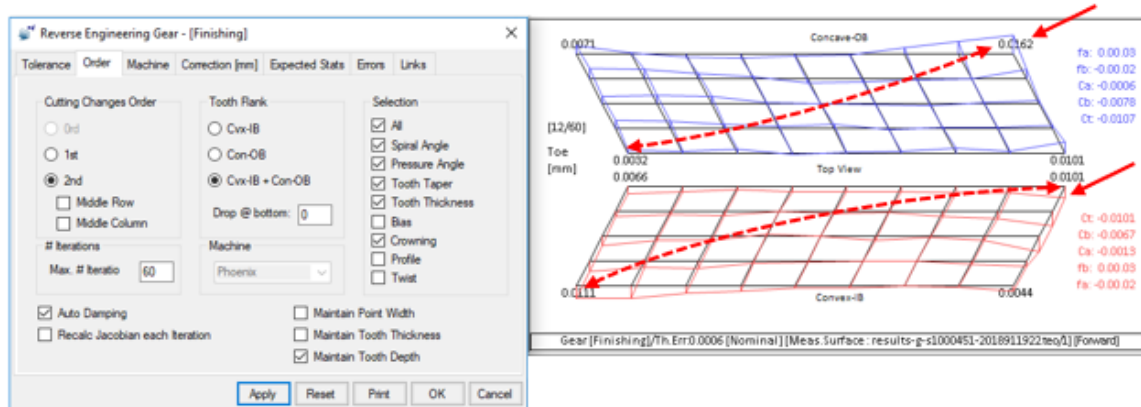 Reverse Engineering Gear - [Finishing]
Tolerance Order Machine Correction [mm] Expected Stats Errors Links
Cutting Changes Order
0rd
1st
2nd
Middle Row
Middle Column
# Iterations
Max. # Iteratio 60
Tooth Rank
Cvx-IB
Con-OB
Cvx-IB + Con-OB
Drop @ bottom: 0
Machine
Phoenix
Selection
All
Spiral Angle
Pressure Angle
Tooth Taper
Tooth Thickness
Bias
Crowning
Profile
Twist
Auto Damping
Recalc Jacobian each Iteration
Maintain Point Width
Maintain Tooth Thickness
Maintain Tooth Depth
Apply Reset Print OK Cancel
0.0071 Concave-OB 0.0162
fa: 0.00.03
fb: -0.00.02
Ca: -0.0006
Cb: -0.0078
Ct: -0.0107
[12/60]
Toe
[mm]
0.0032 Top View 0.0101
0.0066 0.0101
Ct: -0.0101
Cb: -0.0067
Ca: -0.0013
fb: 0.00.03
fa: -0.00.02
0.0111 Convex-IB 0.0044
Gear [Finishing]/Th.Err:0.0006 [Nominal] [Meas.Surface : results-g-s1000451-2018911922.teo/1] [Forward]